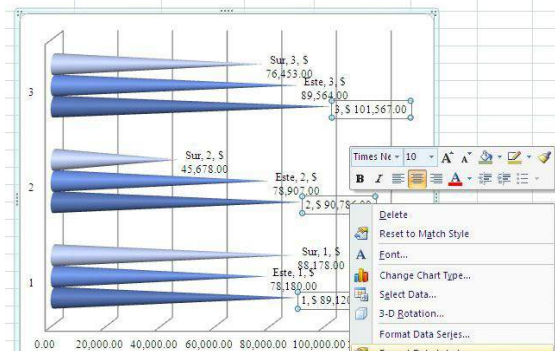 Sur, 3, $
76,453.00
Este, 3, $
89,564.00
3, $ 101,567.00
3
Times Ne 10 A A
B I A
Sur, 2, $
45,678.00
Este, 2, $
78,907.00
2, $ 90,786.00
2
Delete
Reset to Match Style
A Font...
Change Chart Type...
Select Data...
3-D Rotation...
Format Data Series...
Sur, 1, $
88,178.00
Este, 1, $
78,180.00
1, $ 89,120
1
0.00 20,000.00 40,000.00 60,000.00 80,000.00 100,000.00